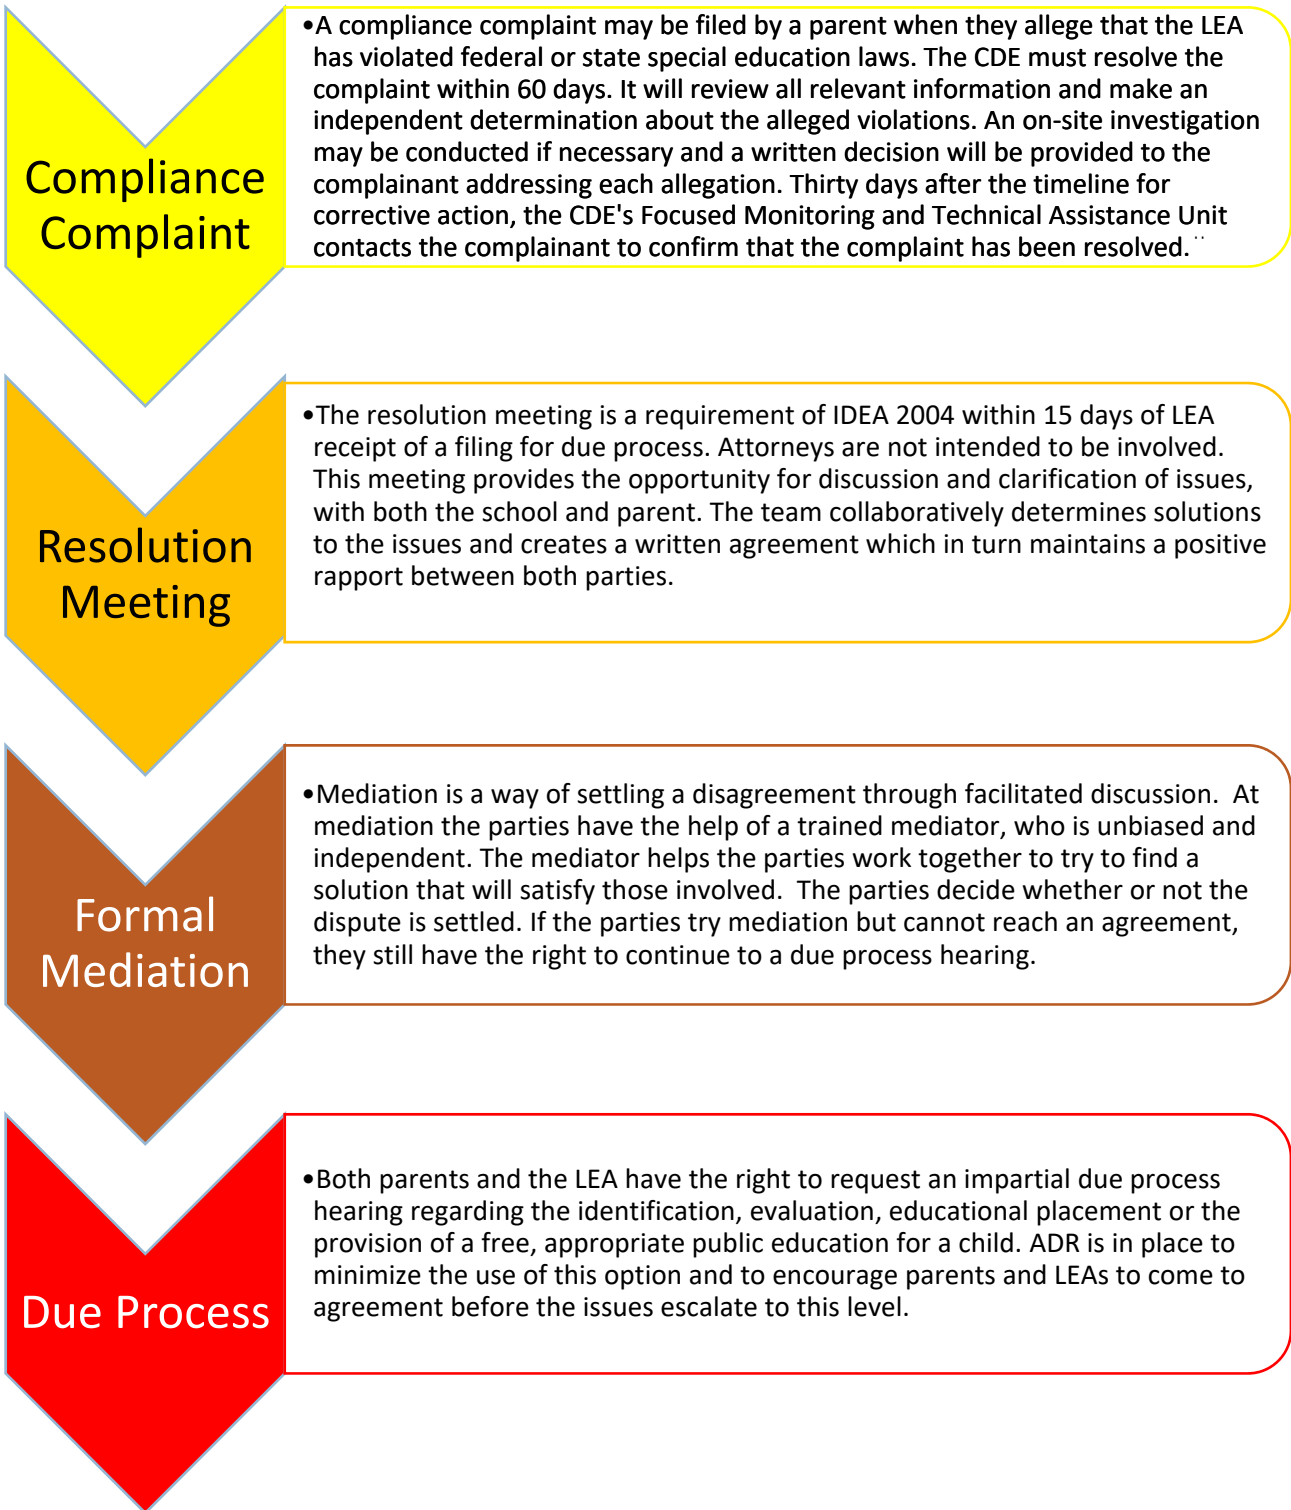 Compliance
Complaint
•A compliance complaint may be filed by a parent when they allege that the LEA
has violated federal or state special education laws. The CDE must resolve the
complaint within 60 days. It will review all relevant information and make an
independent determination about the alleged violations. An on-site investigation
may be conducted if necessary and a written decision will be provided to the
complainant addressing each allegation. Thirty days after the timeline for
corrective action, the CDE's Focused Monitoring and Technical Assistance Unit
contacts the complainant to confirm that the complaint has been resolved.
Resolution
Meeting
•The resolution meeting is a requirement of IDEA 2004 within 15 days of LEA
receipt of a filing for due process. Attorneys are not intended to be involved.
This meeting provides the opportunity for discussion and clarification of issues,
with both the school and parent. The team collaboratively determines solutions
to the issues and creates a written agreement which in turn maintains a positive
rapport between both parties.
Formal
Mediation
•Mediation is a way of settling a disagreement through facilitated discussion.  At
mediation the parties have the help of a trained mediator, who is unbiased and
independent. The mediator helps the parties work together to try to find a
solution that will satisfy those involved.  The parties decide whether or not the
dispute is settled. If the parties try mediation but cannot reach an agreement,
they still have the right to continue to a due process hearing.
Due Process
•Both parents and the LEA have the right to request an impartial due process
hearing regarding the identification, evaluation, educational placement or the
provision of a free, appropriate public education for a child. ADR is in place to
minimize the use of this option and to encourage parents and LEAs to come to
agreement before the issues escalate to this level.